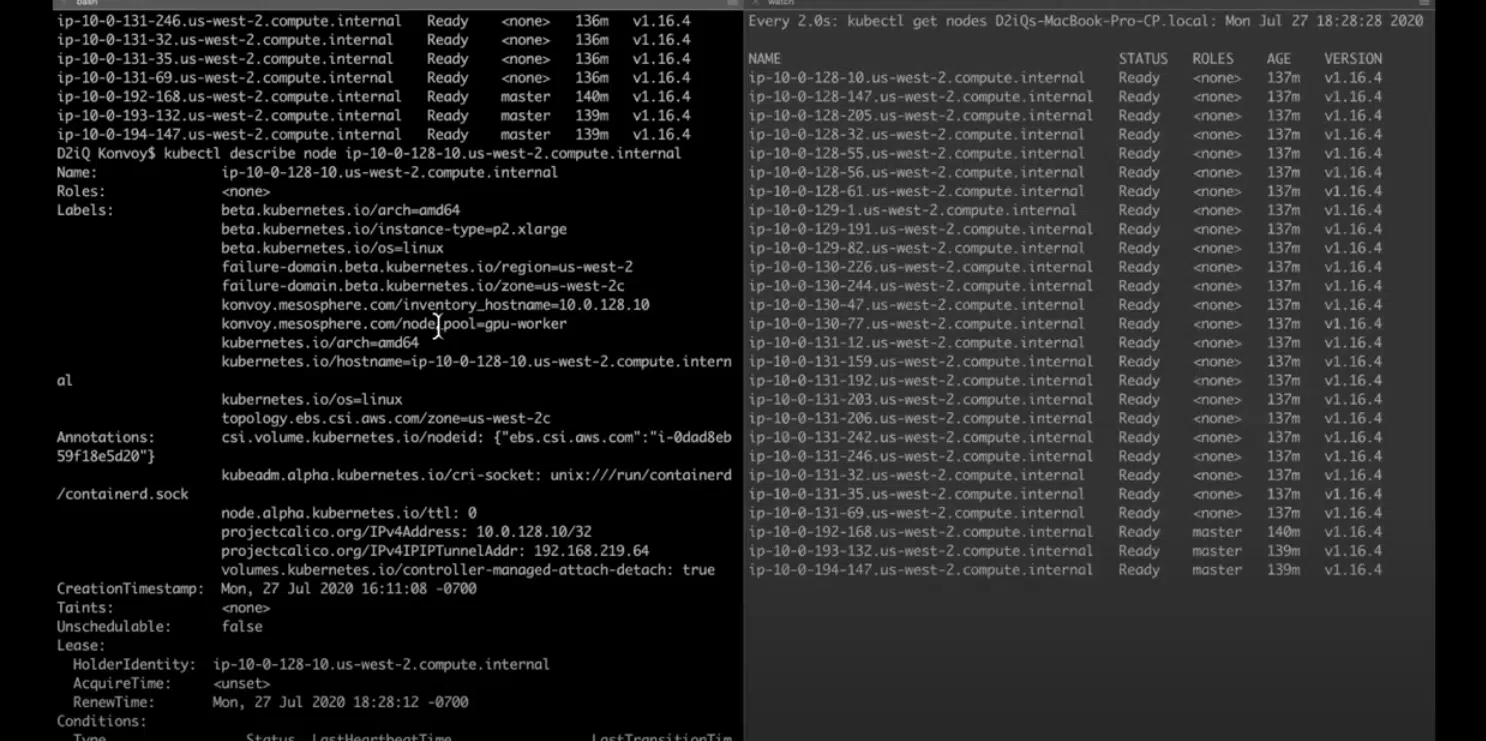 bash
ip-10-0-131-246.us-west-2.compute.internal Ready <none> 136m v1.16.4
ip-10-0-131-32.us-west-2.compute.internal Ready <none> 136m v1.16.4
ip-10-0-131-35.us-west-2.compute.internal Ready <none> 136m v1.16.4
ip-10-0-131-69.us-west-2.compute.internal Ready <none> 136m v1.16.4
ip-10-0-192-168.us-west-2.compute.internal Ready master 140m v1.16.4
ip-10-0-193-132.us-west-2.compute.internal Ready master 139m v1.16.4
ip-10-0-194-147.us-west-2.compute.internal Ready master 139m v1.16.4
D2iQ Konvoy$ kubectl describe node ip-10-0-128-10.us-west-2.compute.internal
Name: ip-10-0-128-10.us-west-2.compute.internal
Roles: <none>
Labels: beta.kubernetes.io/arch=amd64
beta.kubernetes.io/instance-type=p2.xlarge
beta.kubernetes.io/os=linux
failure-domain.beta.kubernetes.io/region=us-west-2
failure-domain.beta.kubernetes.io/zone=us-west-2c
konvoy.mesosphere.com/inventory_hostname=10.0.128.10
konvoy.mesosphere.com/node_pool=gpu-worker
kubernetes.io/arch=amd64
kubernetes.io/hostname=ip-10-0-128-10.us-west-2.compute.intern
al
kubernetes.io/os=linux
topology.ebs.csi.aws.com/zone=us-west-2c
Annotations: csi.volume.kubernetes.io/nodeid: {"ebs.csi.aws.com":"i-0dad8eb
59f18e5d20"}
kubeadm.alpha.kubernetes.io/cri-socket: unix:///run/containerd
/containerd.sock
node.alpha.kubernetes.io/ttl: 0
projectcalico.org/IPv4Address: 10.0.128.10/32
projectcalico.org/IPv4IPIPTunnelAddr: 192.168.219.64
volumes.kubernetes.io/controller-managed-attach-detach: true
CreationTimestamp: Mon, 27 Jul 2020 16:11:08 -0700
Taints: <none>
Unschedulable: false
Lease:
HolderIdentity: ip-10-0-128-10.us-west-2.compute.internal
AcquireTime: <unset>
RenewTime: Mon, 27 Jul 2020 18:28:12 -0700
Conditions:
Type Status LastHeartbeatTime LastTransitionTim
watch
Every 2.0s: kubectl get nodes D2iQs-MacBook-Pro-CP.local: Mon Jul 27 18:28:28 2020
NAME STATUS ROLES AGE VERSION
ip-10-0-128-10.us-west-2.compute.internal Ready <none> 137m v1.16.4
ip-10-0-128-147.us-west-2.compute.internal Ready <none> 137m v1.16.4
ip-10-0-128-205.us-west-2.compute.internal Ready <none> 137m v1.16.4
ip-10-0-128-32.us-west-2.compute.internal Ready <none> 137m v1.16.4
ip-10-0-128-55.us-west-2.compute.internal Ready <none> 137m v1.16.4
ip-10-0-128-56.us-west-2.compute.internal Ready <none> 137m v1.16.4
ip-10-0-128-61.us-west-2.compute.internal Ready <none> 137m v1.16.4
ip-10-0-129-1.us-west-2.compute.internal Ready <none> 137m v1.16.4
ip-10-0-129-191.us-west-2.compute.internal Ready <none> 137m v1.16.4
ip-10-0-129-82.us-west-2.compute.internal Ready <none> 137m v1.16.4
ip-10-0-130-226.us-west-2.compute.internal Ready <none> 137m v1.16.4
ip-10-0-130-244.us-west-2.compute.internal Ready <none> 137m v1.16.4
ip-10-0-130-47.us-west-2.compute.internal Ready <none> 137m v1.16.4
ip-10-0-130-77.us-west-2.compute.internal Ready <none> 137m v1.16.4
ip-10-0-131-12.us-west-2.compute.internal Ready <none> 137m v1.16.4
ip-10-0-131-159.us-west-2.compute.internal Ready <none> 137m v1.16.4
ip-10-0-131-192.us-west-2.compute.internal Ready <none> 137m v1.16.4
ip-10-0-131-203.us-west-2.compute.internal Ready <none> 137m v1.16.4
ip-10-0-131-206.us-west-2.compute.internal Ready <none> 137m v1.16.4
ip-10-0-131-242.us-west-2.compute.internal Ready <none> 137m v1.16.4
ip-10-0-131-246.us-west-2.compute.internal Ready <none> 137m v1.16.4
ip-10-0-131-32.us-west-2.compute.internal Ready <none> 137m v1.16.4
ip-10-0-131-35.us-west-2.compute.internal Ready <none> 137m v1.16.4
ip-10-0-131-69.us-west-2.compute.internal Ready <none> 137m v1.16.4
ip-10-0-192-168.us-west-2.compute.internal Ready master 140m v1.16.4
ip-10-0-193-132.us-west-2.compute.internal Ready master 139m v1.16.4
ip-10-0-194-147.us-west-2.compute.internal Ready master 139m v1.16.4